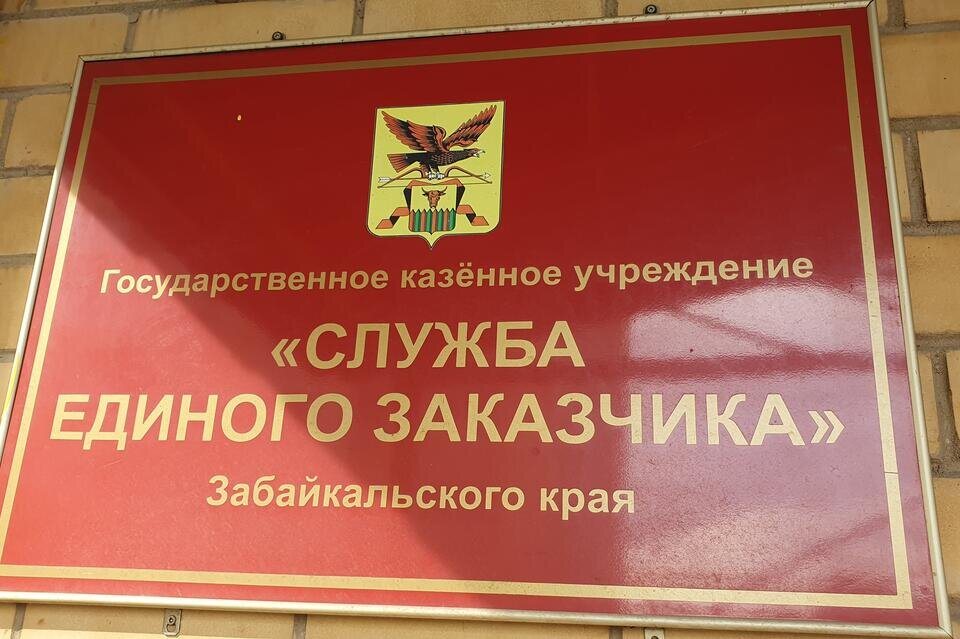 Государственное казённое учреждение
«СЛУЖБА
ЕДИНОГО ЗАКАЗЧИКА»
Забайкальского края